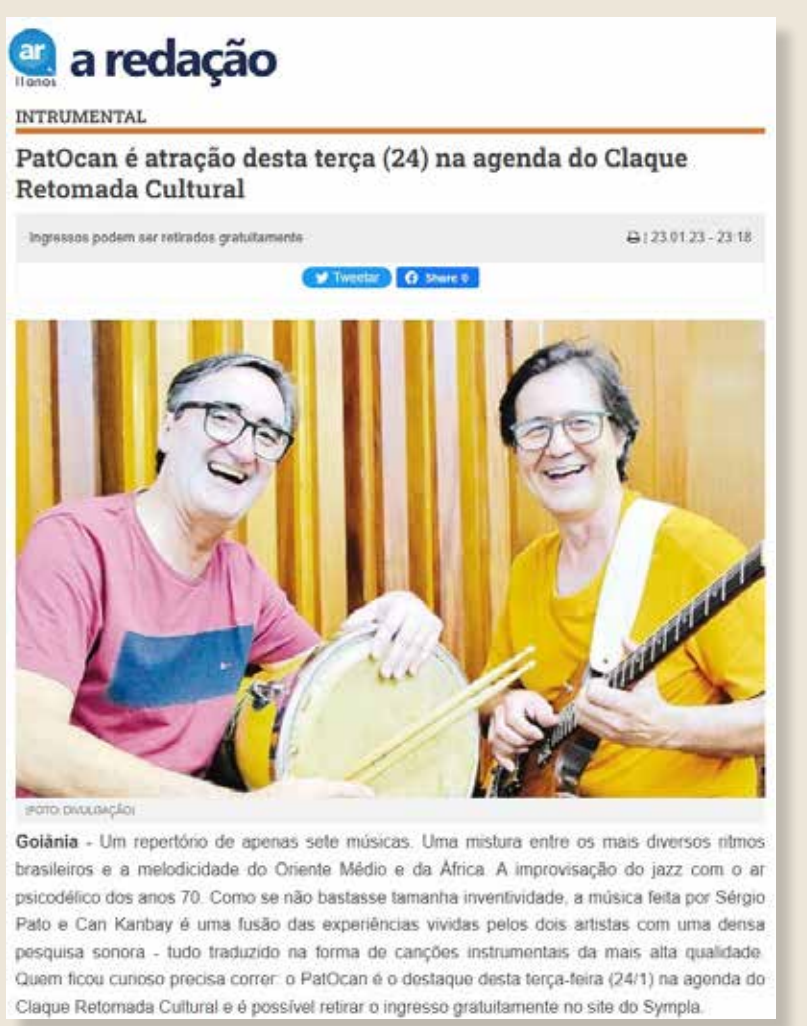 ar
11 anos
a redação
INTRUMENTAL
PatOcan é atração desta terça (24) na agenda do Claque
Retomada Cultural
Ingressos podem ser retirados gratuitamente
| 23.01.23 - 23:18
Tweetar
Share 0
(FOTO: DIVULGAÇÃO)
Goiânia - Um repertório de apenas sete músicas. Uma mistura entre os mais diversos ritmos
brasileiros e a melodicidade do Oriente Médio e da África. A improvisação do jazz com o ar
psicodélico dos anos 70. Como se não bastasse tamanha inventividade, a música feita por Sérgio
Pato e Can Kanbay é uma fusão das experiências vividas pelos dois artistas com uma densa
pesquisa sonora - tudo traduzido na forma de canções instrumentais da mais alta qualidade.
Quem ficou curioso precisa correr: o PatOcan é o destaque desta terça-feira (24/1) na agenda do
Claque Retomada Cultural e é possível retirar o ingresso gratuitamente no site do Sympla.